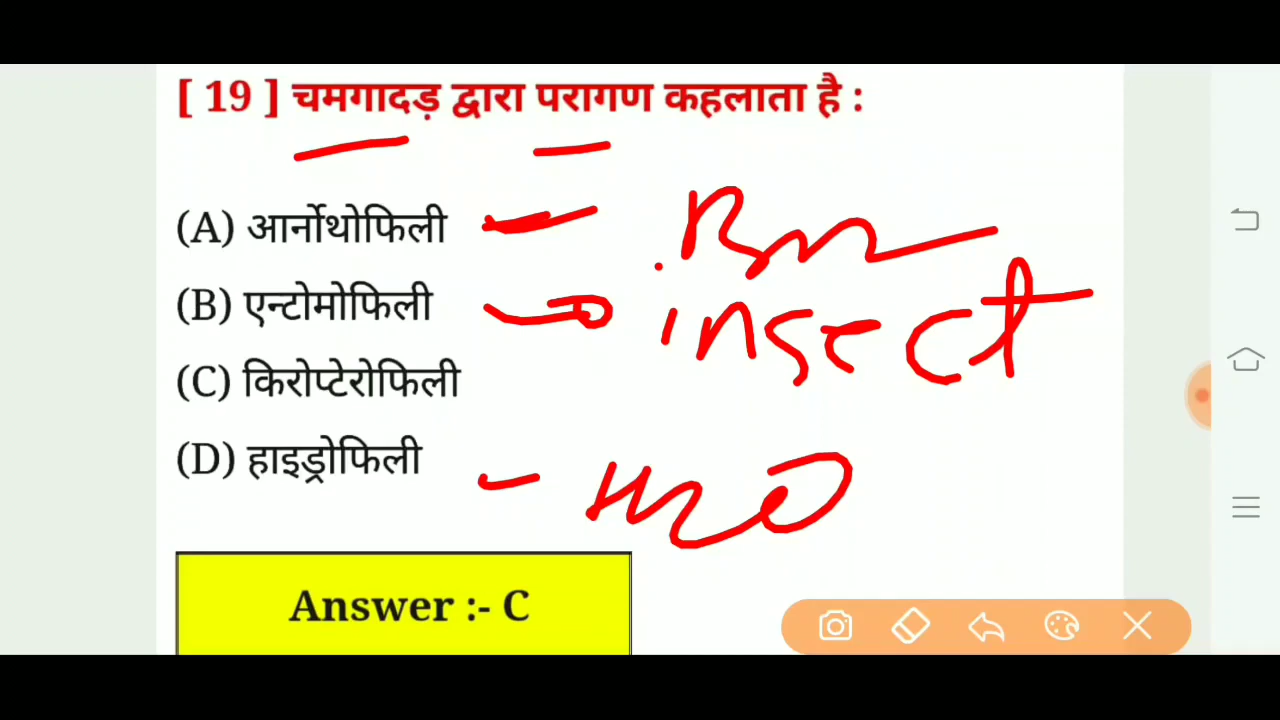 [ 19 ] चमगादड़ द्वारा परागण कहलाता है :
(A) आर्नोथोफिली
(B) एन्टोमोफिली
insect
(C) किरोप्टेरोफिली
(D) हाइड्रोफिली
Answer :- C